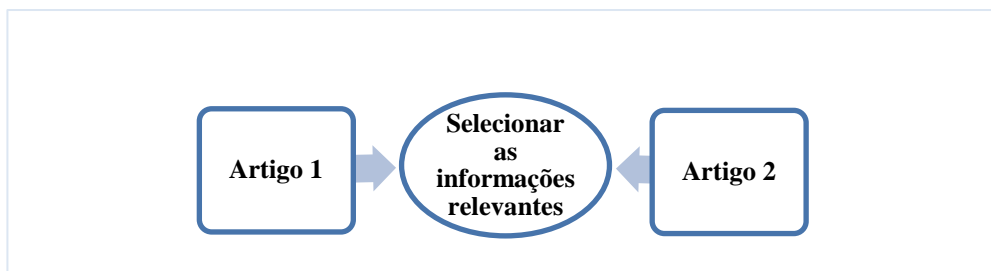 Artigo 1
Selecionar
as
informações
relevantes
Artigo 2